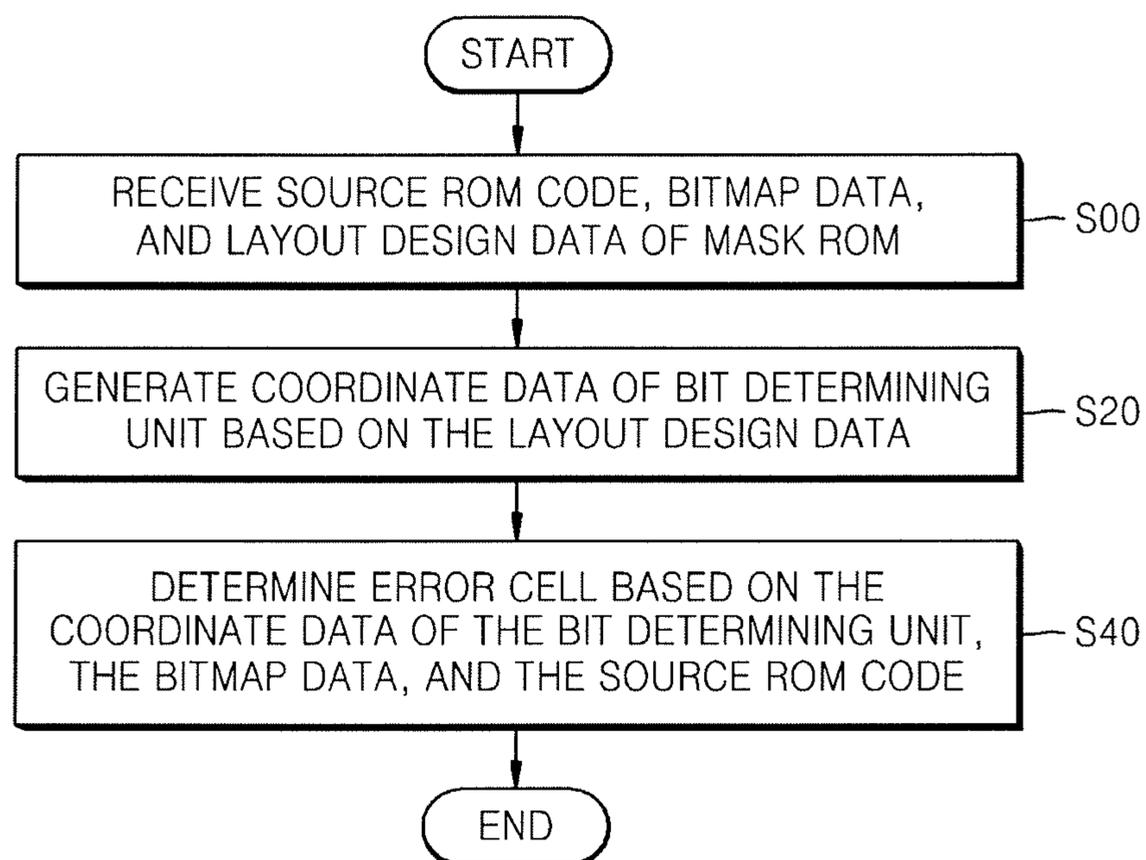 START
RECEIVE SOURCE ROM CODE, BITMAP DATA,
AND LAYOUT DESIGN DATA OF MASK ROM
S00
GENERATE COORDINATE DATA OF BIT DETERMINING
UNIT BASED ON THE LAYOUT DESIGN DATA
S20
DETERMINE ERROR CELL BASED ON THE
COORDINATE DATA OF THE BIT DETERMINING UNIT,
THE BITMAP DATA, AND THE SOURCE ROM CODE
S40
END